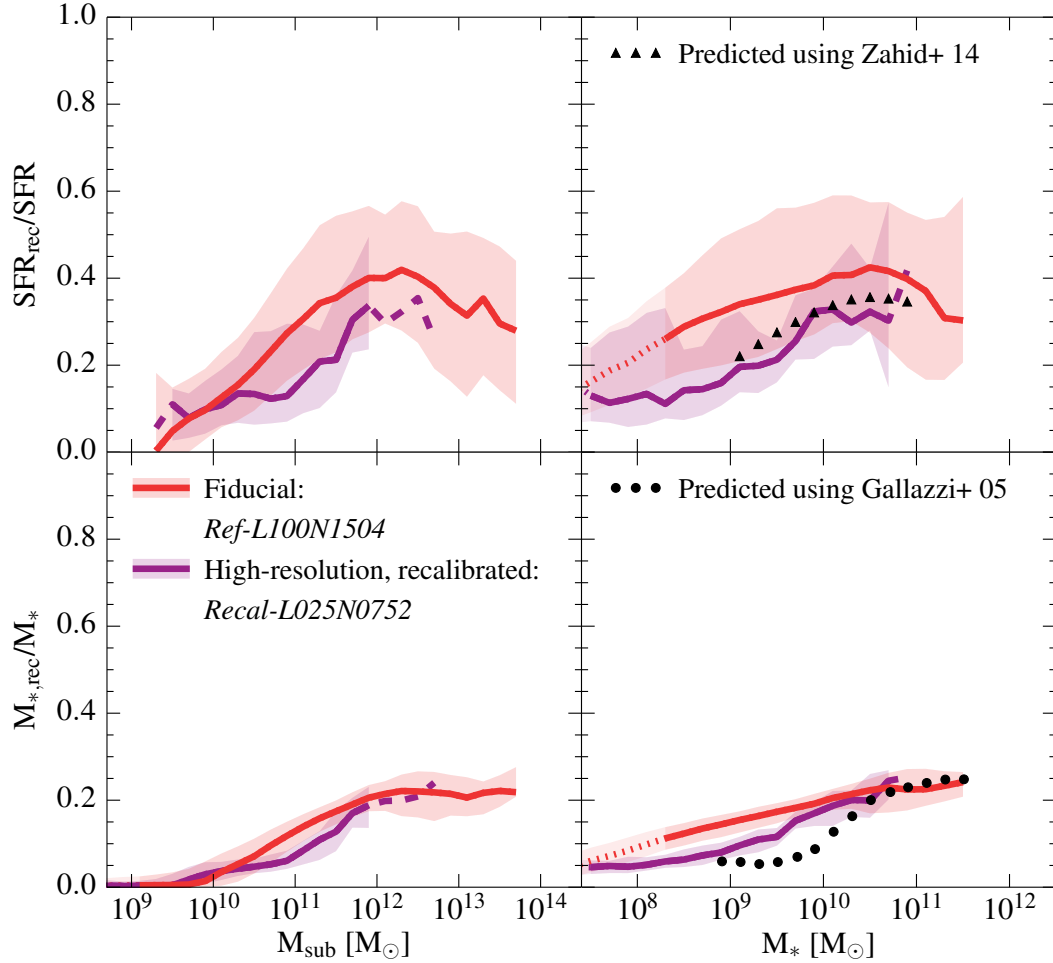 1.0
0.8
0.6
0.4
0.2
0.0
SFR_rec/SFR
Predicted using Zahid+ 14
0.8
0.6
0.4
0.2
0.0
M_*,rec/M_*
Fiducial:
Ref-L100N1504
High-resolution, recalibrated:
Recal-L025N0752
Predicted using Gallazzi+ 05
10^9 10^10 10^11 10^12 10^13 10^14
M_sub [M_⊙]
10^8 10^9 10^10 10^11 10^12
M_* [M_⊙]